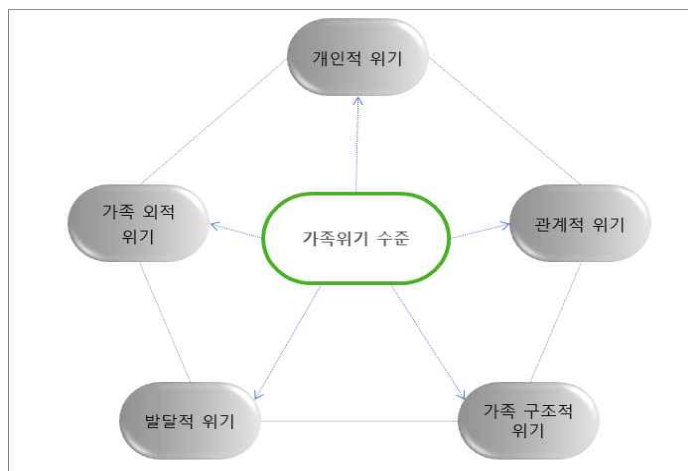 개인적 위기
가족 외적
위기
가족위기 수준
관계적 위기
발달적 위기
가족 구조적
위기